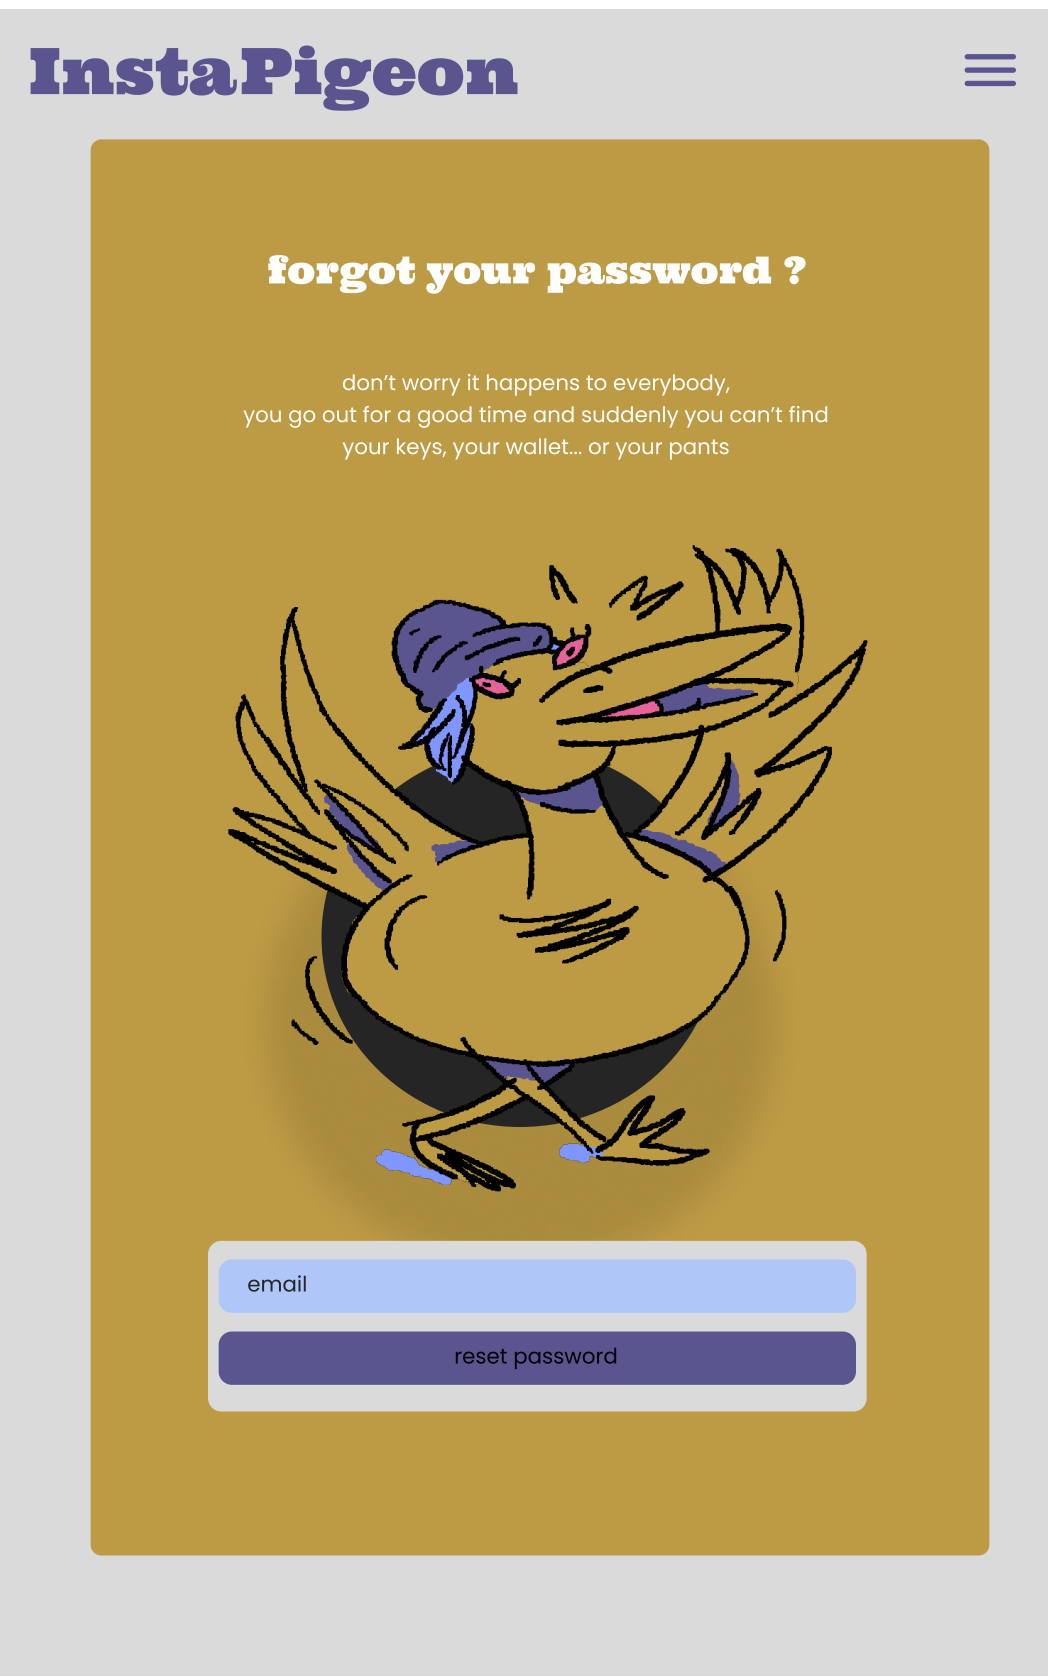 InstaPigeon
forgot your password ?
don’t worry it happens to everybody,
you go out for a good time and suddenly you can’t find
your keys, your wallet... or your pants
email
reset password